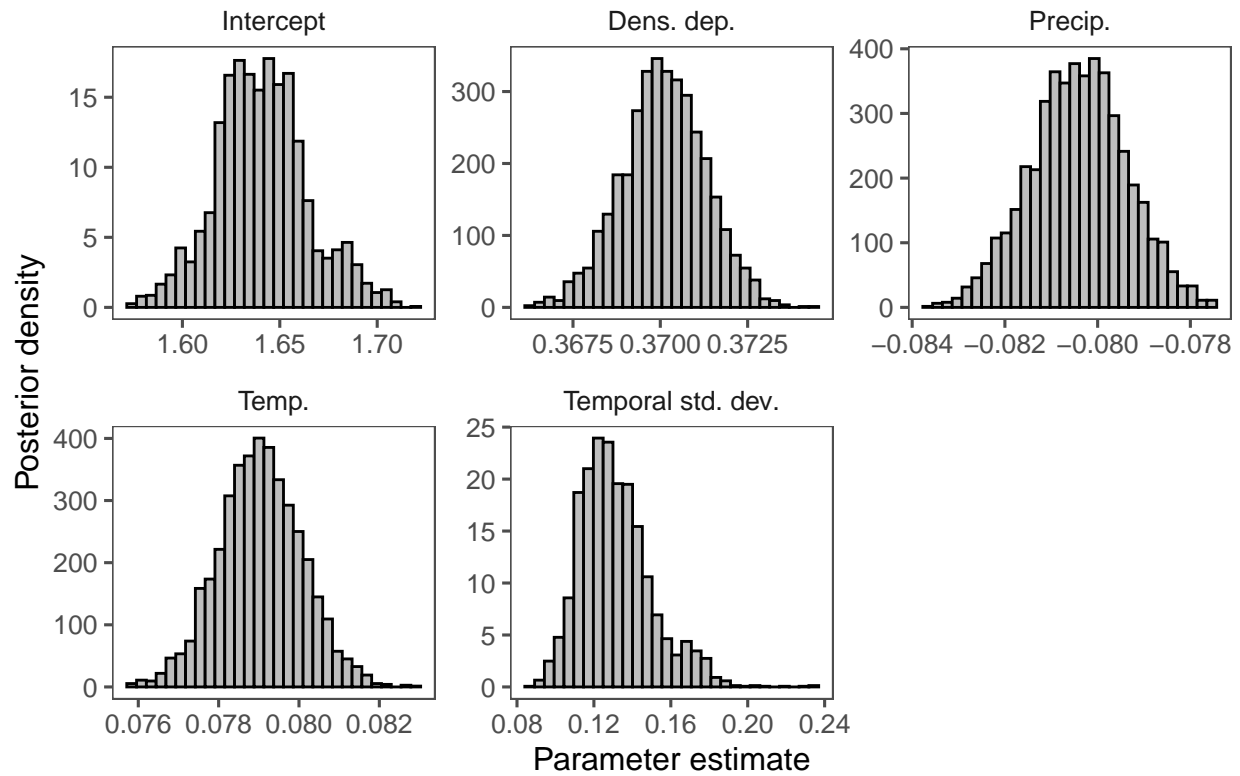 Intercept
Dens. dep.
Precip.
15
10
5
0
1.60 1.65 1.70
300
200
100
0
0.3675 0.3700 0.3725
400
300
200
100
0
−0.084 −0.082 −0.080 −0.078
Posterior density
Temp.
Temporal std. dev.
400
300
200
100
0
0.076 0.078 0.080 0.082
25
20
15
10
5
0
0.08 0.12 0.16 0.20 0.24
Parameter estimate